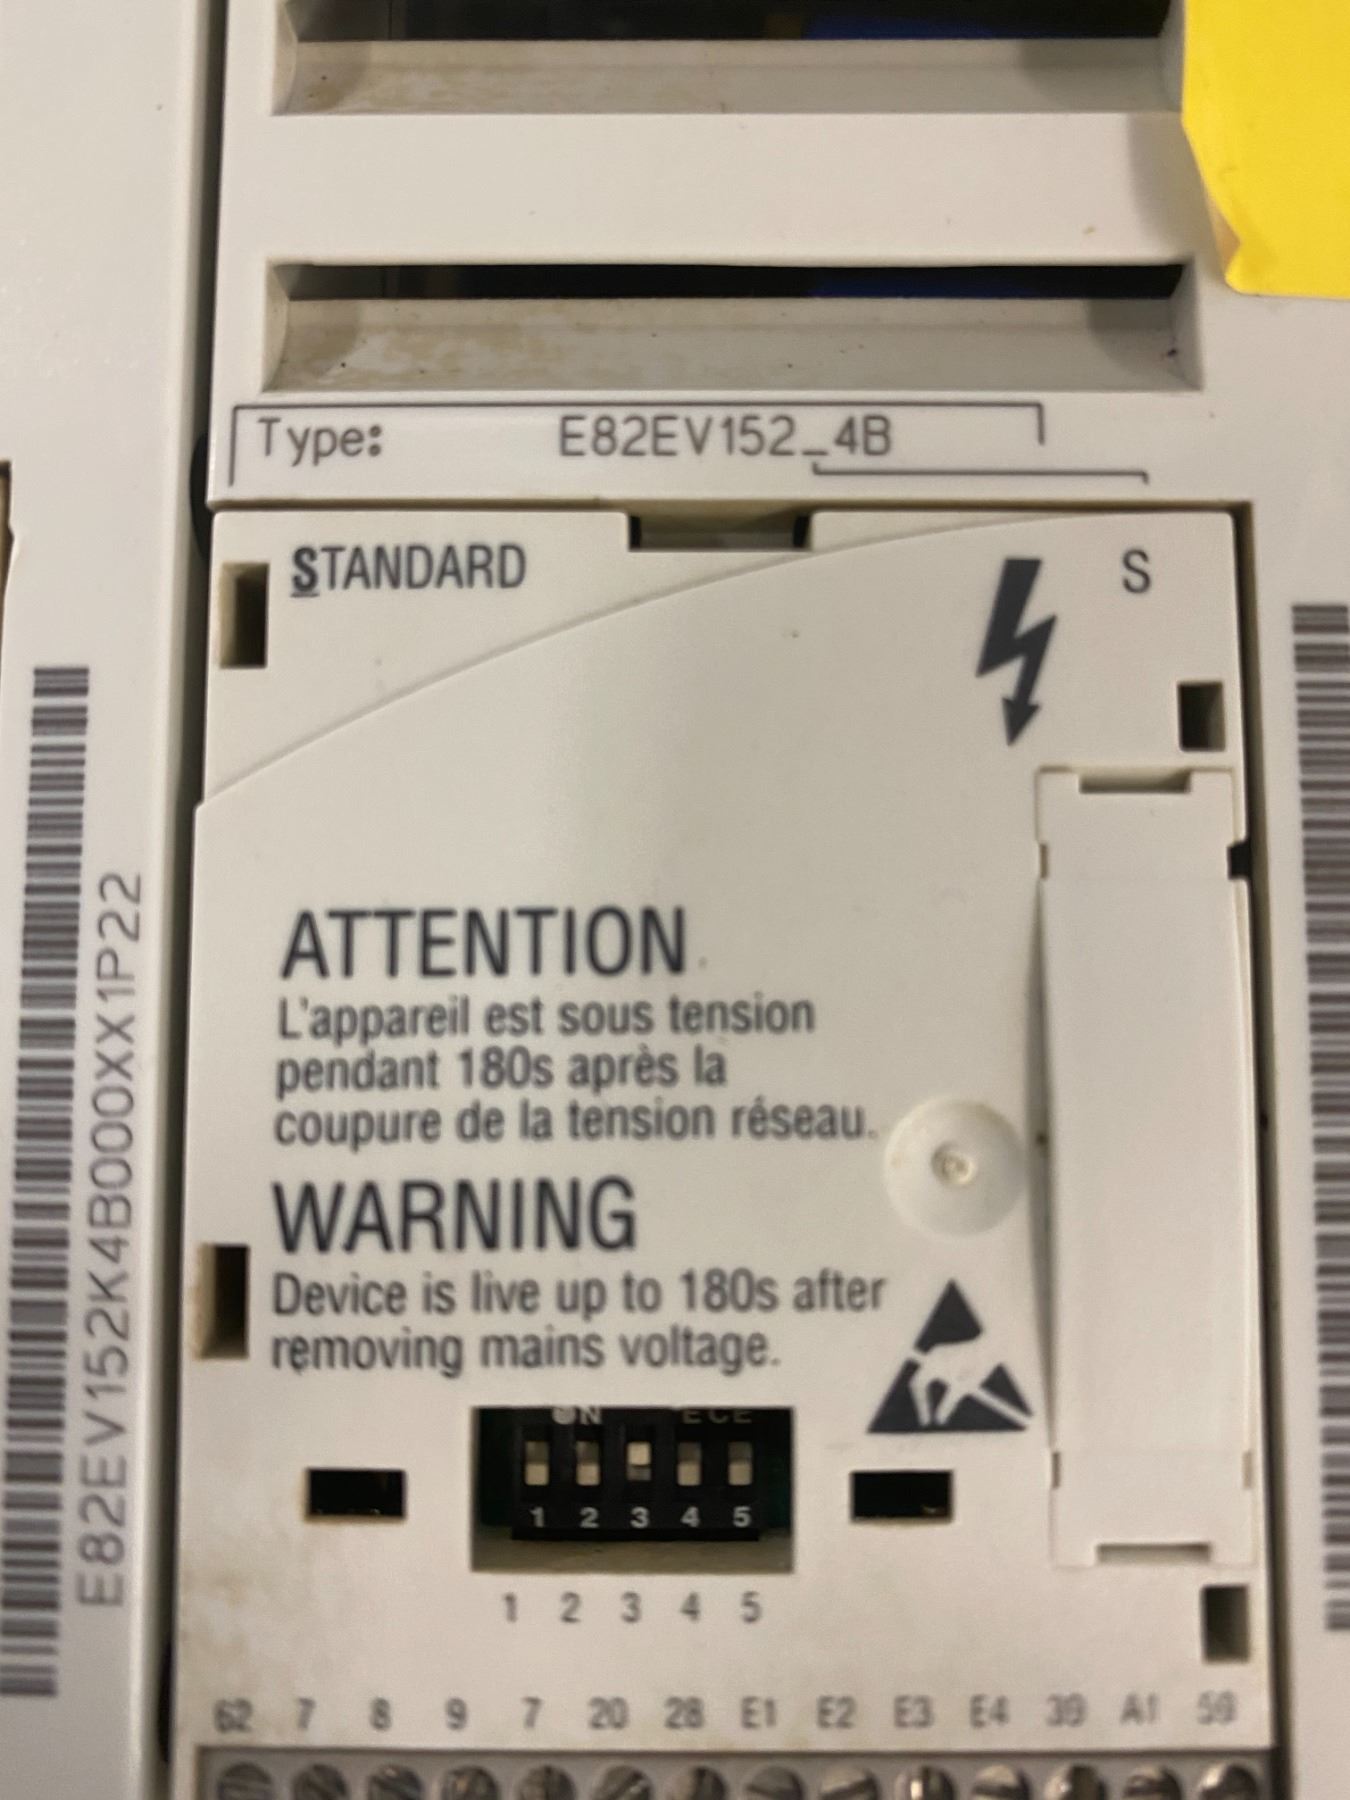 Type: E82EV152_4B
STANDARD
S
ATTENTION
L'appareil est sous tension
pendant 180s après la
coupure de la tension réseau.
WARNING
Device is live up to 180s after
removing mains voltage.
ON ECE
1 2 3 4 5
1 2 3 4 5
62 7 8 9 7 20 28 E1 E2 E3 E4 39 A1 59
E82EV152K4B000XX1P22